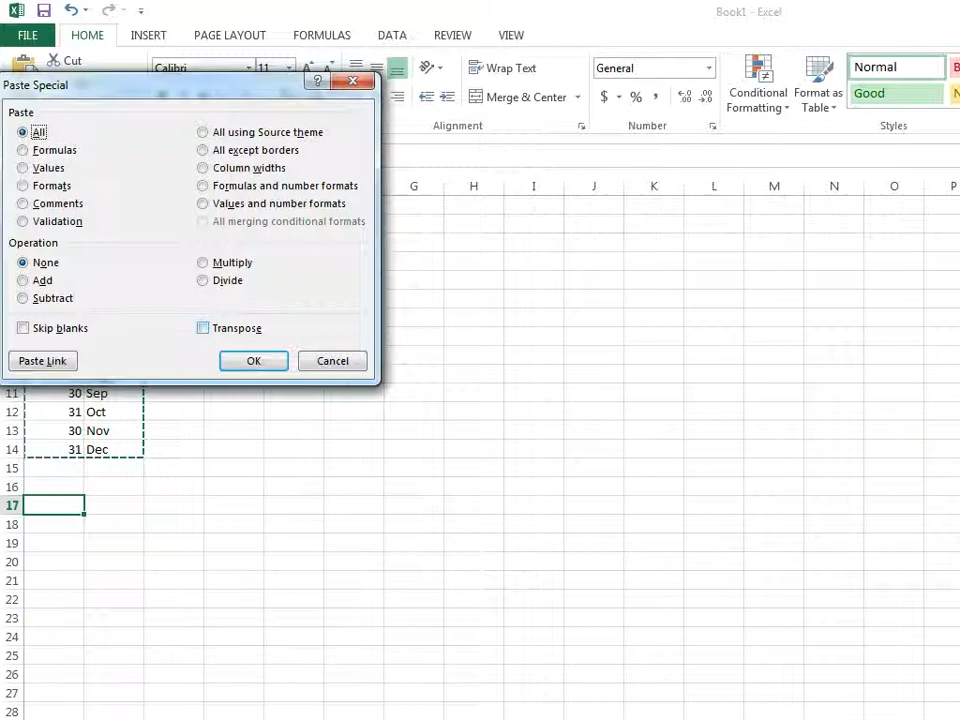 Book1 - Excel
FILE HOME INSERT PAGE LAYOUT FORMULAS DATA REVIEW VIEW
Cut
Calibri 11 Wrap Text General Normal
Merge & Center $ % , Conditional Formatting Format as Table Good
Alignment Number Styles
Paste Special
Paste
All All using Source theme
Formulas All except borders
Values Column widths
Formats Formulas and number formats
Comments Values and number formats
Validation All merging conditional formats
Operation
None Multiply
Add Divide
Subtract
Skip blanks Transpose
Paste Link OK Cancel
G H I J K L M N O P
11 30 Sep
12 31 Oct
13 30 Nov
14 31 Dec
15
16
17
18
19
20
21
22
23
24
25
26
27
28